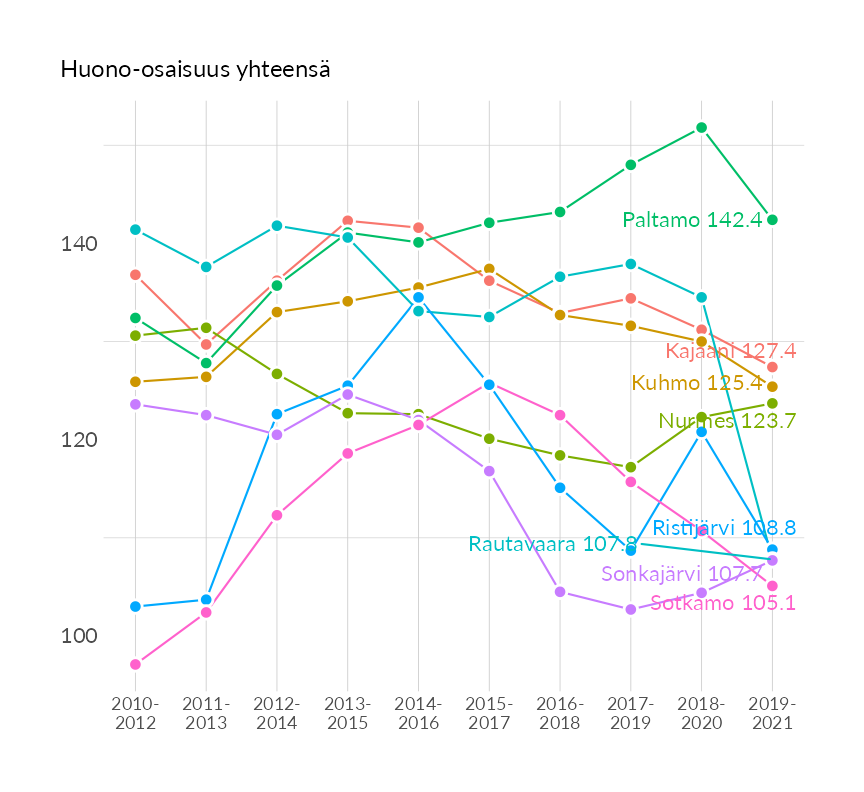 Huono-osaisuus yhteensä
140
120
100
Paltamo 142.4
Kajaani 127.4
Kuhmo 125.4
Nurmes 123.7
Ristijärvi 108.8
Rautavaara 107.8
Sonkajärvi 107.7
Sotkamo 105.1
2010- 2011- 2012- 2013- 2014- 2015- 2016- 2017- 2018- 2019-
2012 2013 2014 2015 2016 2017 2018 2019 2020 2021